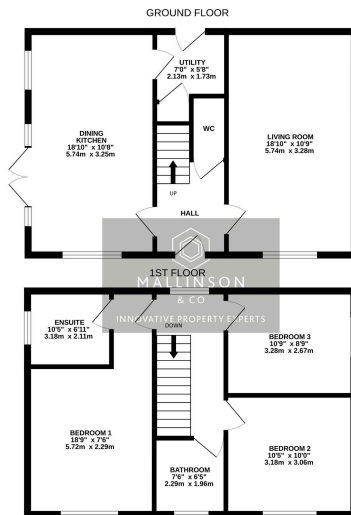 GROUND FLOOR
UTILITY
7'0" x 5'8"
2.13m x 1.73m
DINING
KITCHEN
18'10" x 10'8"
5.74m x 3.25m
WC
LIVING ROOM
18'10" x 10'9"
5.74m x 3.28m
UP
HALL
1ST FLOOR
MALLINSON
& CO
INNOVATIVE PROPERTY EXPERTS
ENSUITE
10'5" x 6'11"
3.18m x 2.11m
DOWN
BEDROOM 3
10'9" x 8'9"
3.28m x 2.67m
BEDROOM 1
18'9" x 7'6"
5.72m x 2.29m
BATHROOM
7'6" x 6'5"
2.29m x 1.96m
BEDROOM 2
10'5" x 10'0"
3.18m x 3.06m